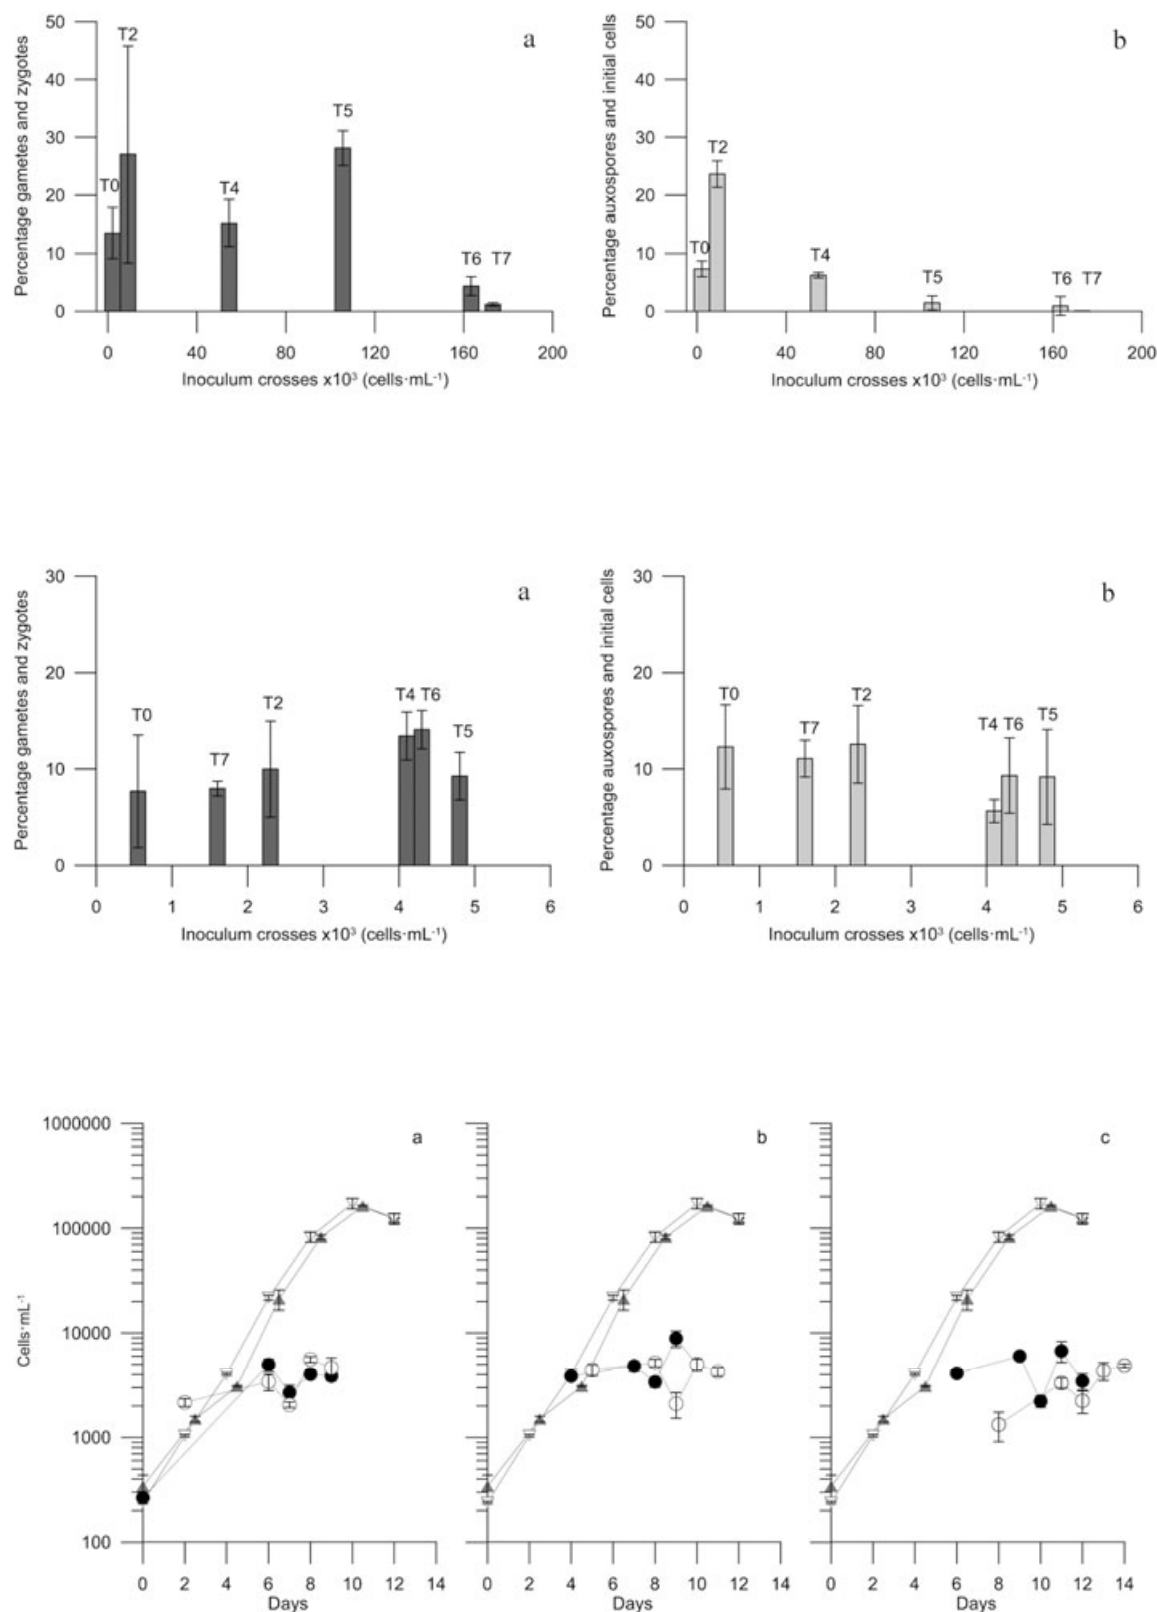 Percentage gametes and zygotes
50
40
30
20
10
0
T0
T2
T4
T5
T6
T7
a
0 40 80 120 160 200
Inoculum crosses x10³ (cells·mL⁻¹)
Percentage auxospores and initial cells
50
40
30
20
10
0
T0
T2
T4
T5
T6
T7
b
0 40 80 120 160 200
Inoculum crosses x10³ (cells·mL⁻¹)
Percentage gametes and zygotes
30
20
10
0
T0
T7
T2
T4 T6
T5
a
0 1 2 3 4 5 6
Inoculum crosses x10³ (cells·mL⁻¹)
Percentage auxospores and initial cells
30
20
10
0
T0
T7
T2
T4 T6
T5
b
0 1 2 3 4 5 6
Inoculum crosses x10³ (cells·mL⁻¹)
Cells·mL⁻¹
1000000
100000
10000
1000
100
a
0 2 4 6 8 10 12 14
Days
b
0 2 4 6 8 10 12 14
Days
c
0 2 4 6 8 10 12 14
Days